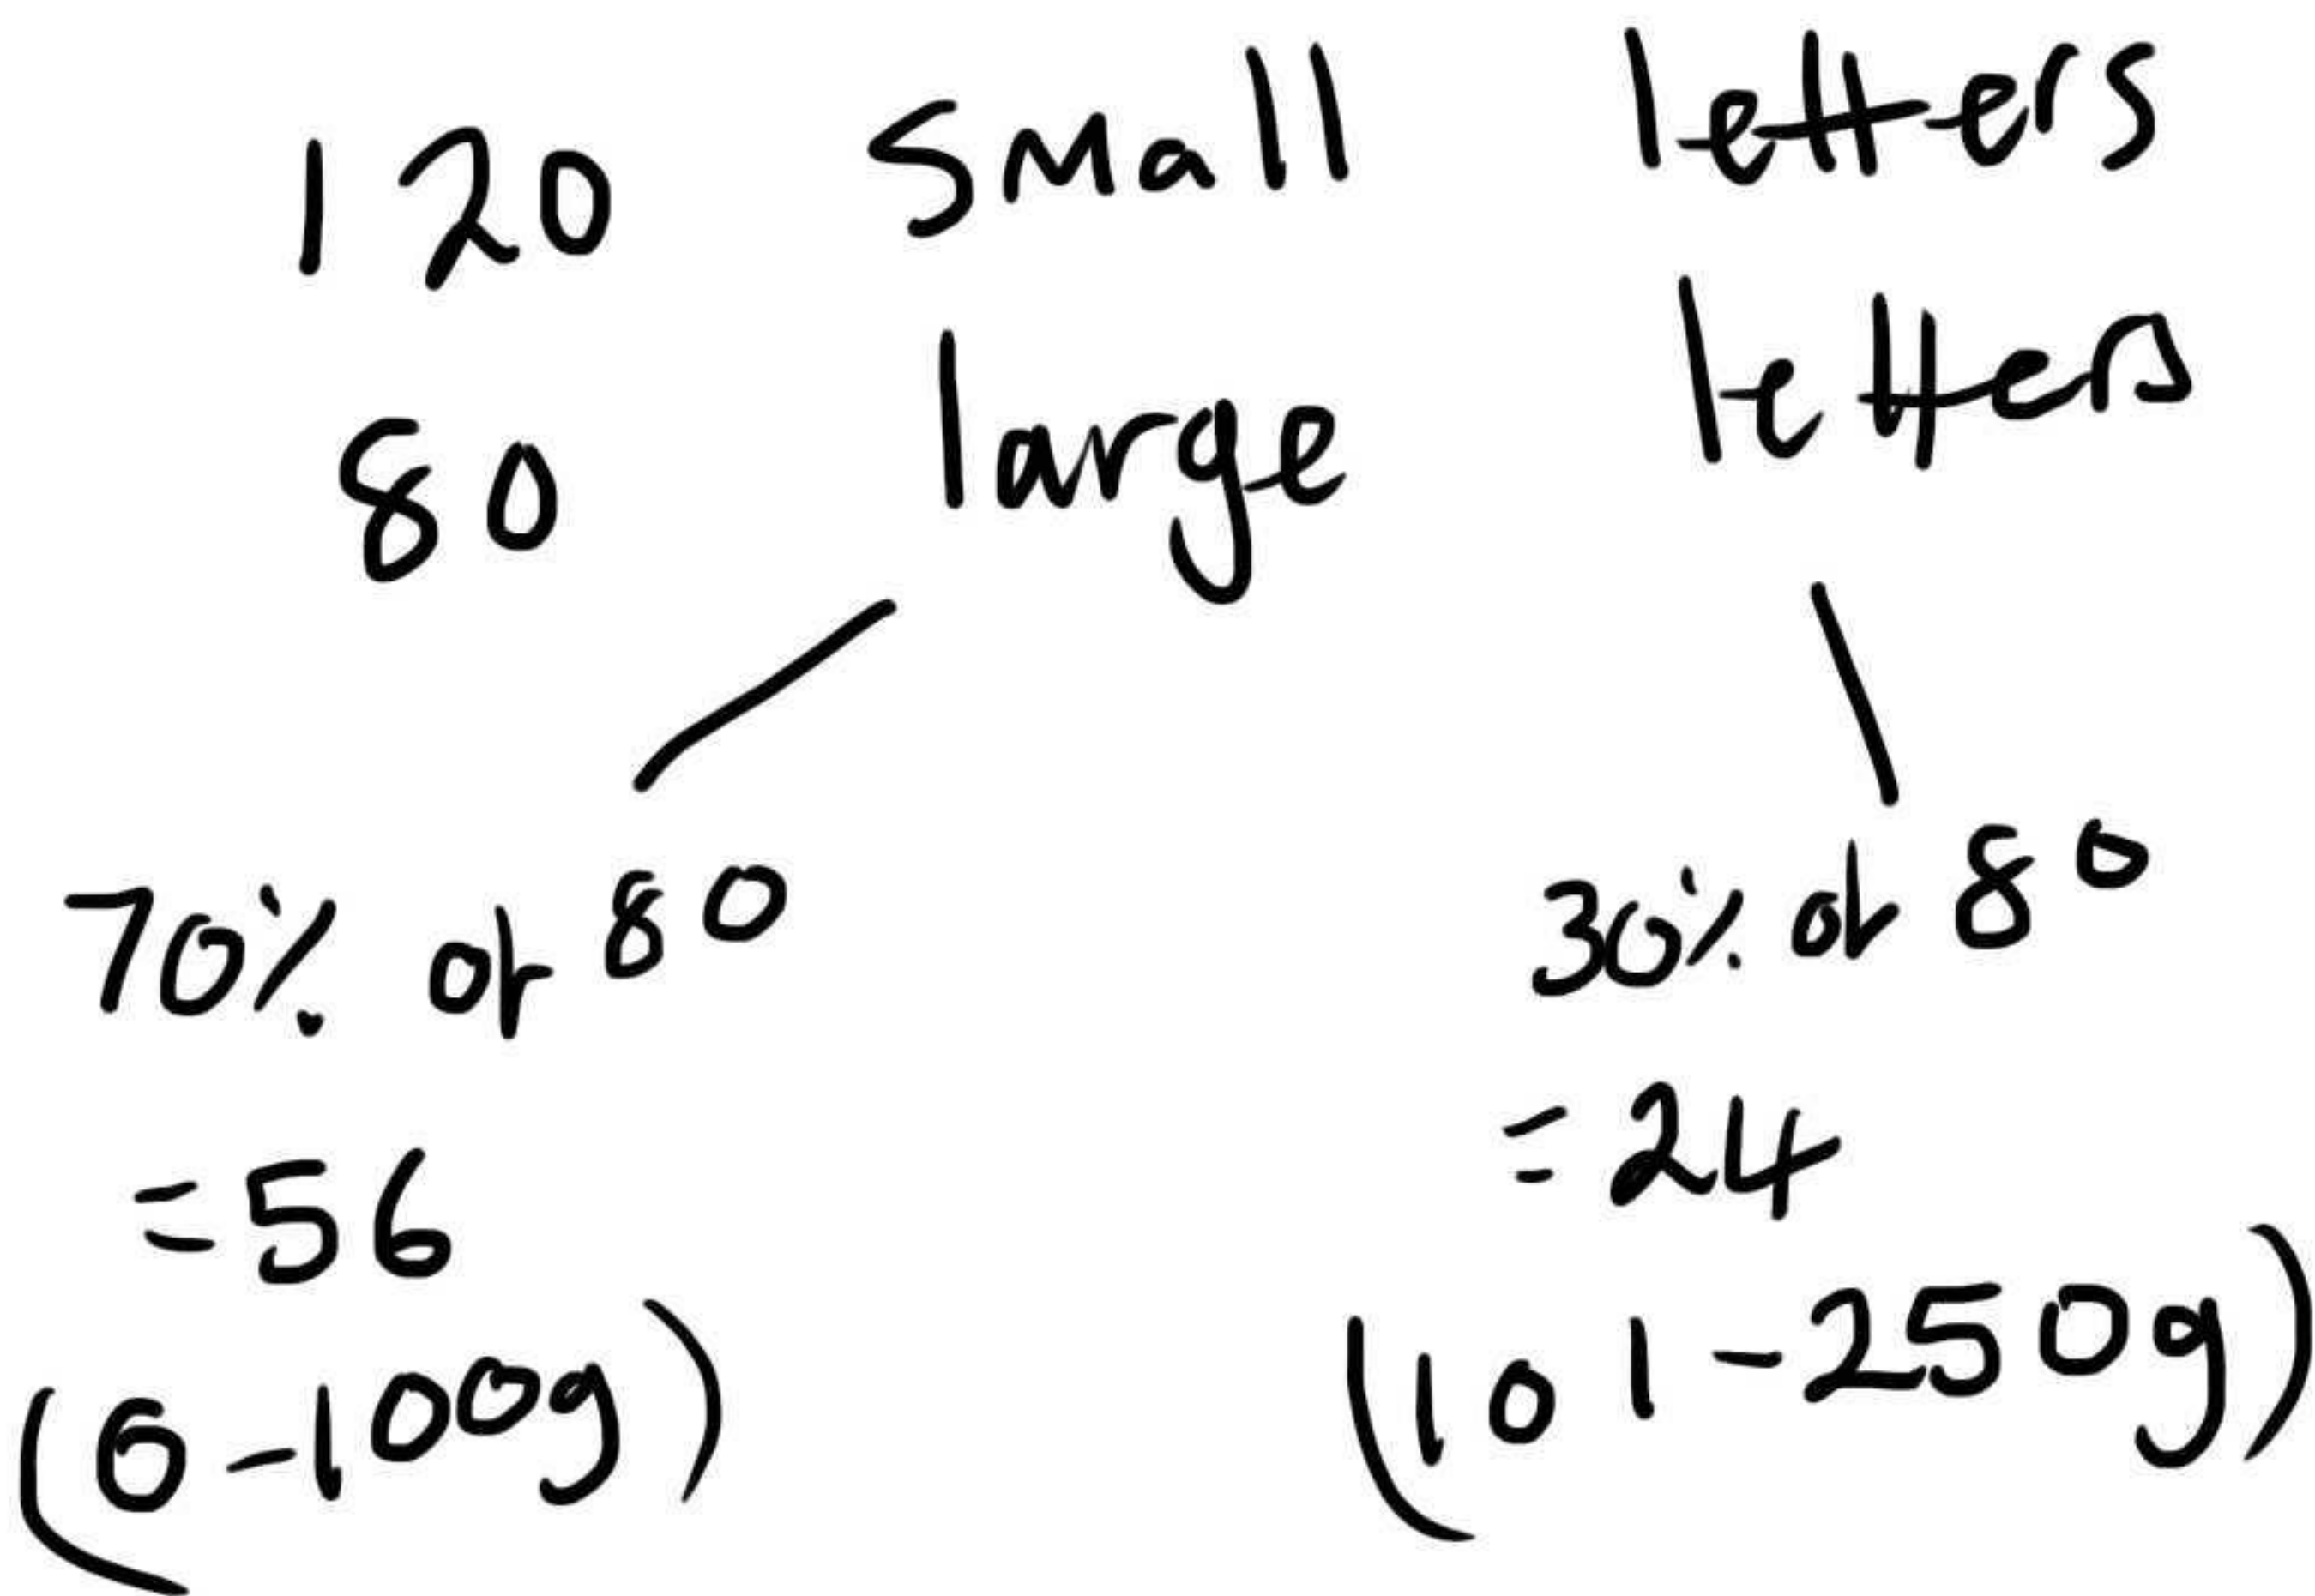 120 small letters
80 large letters
70% of 80
30% of 80
=56
=24
(0-100g)
(101-250g)